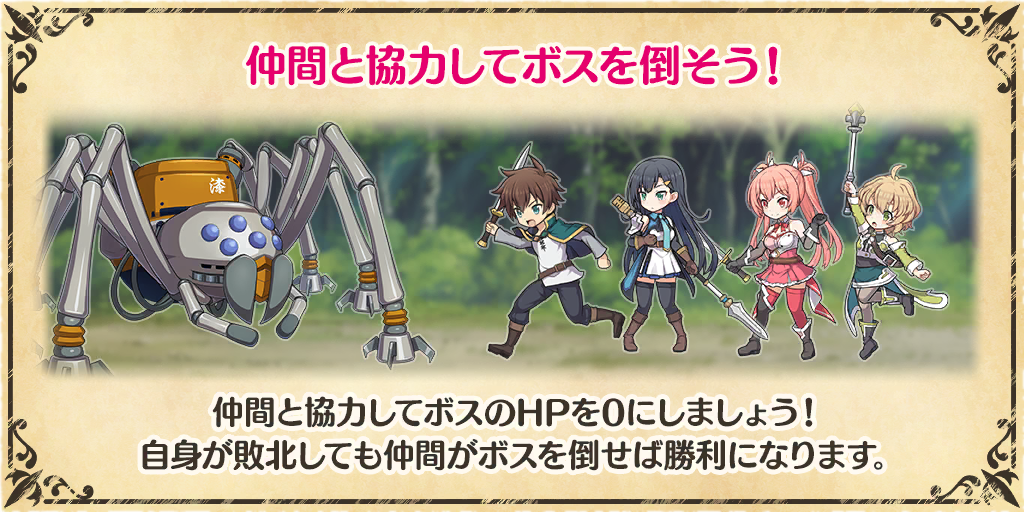 仲間と協力してボスを倒そう！
漆
仲間と協力してボスのHPを0にしましょう！
自身が敗北しても仲間がボスを倒せば勝利になります。